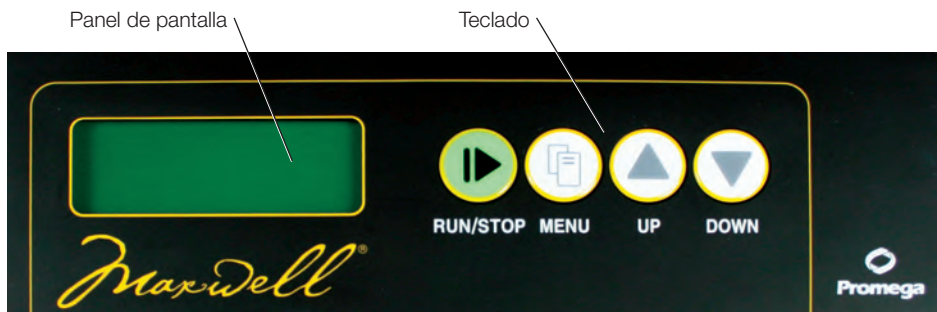 Panel de pantalla
Teclado
RUN/STOP MENU UP DOWN
Maxwell®
Promega